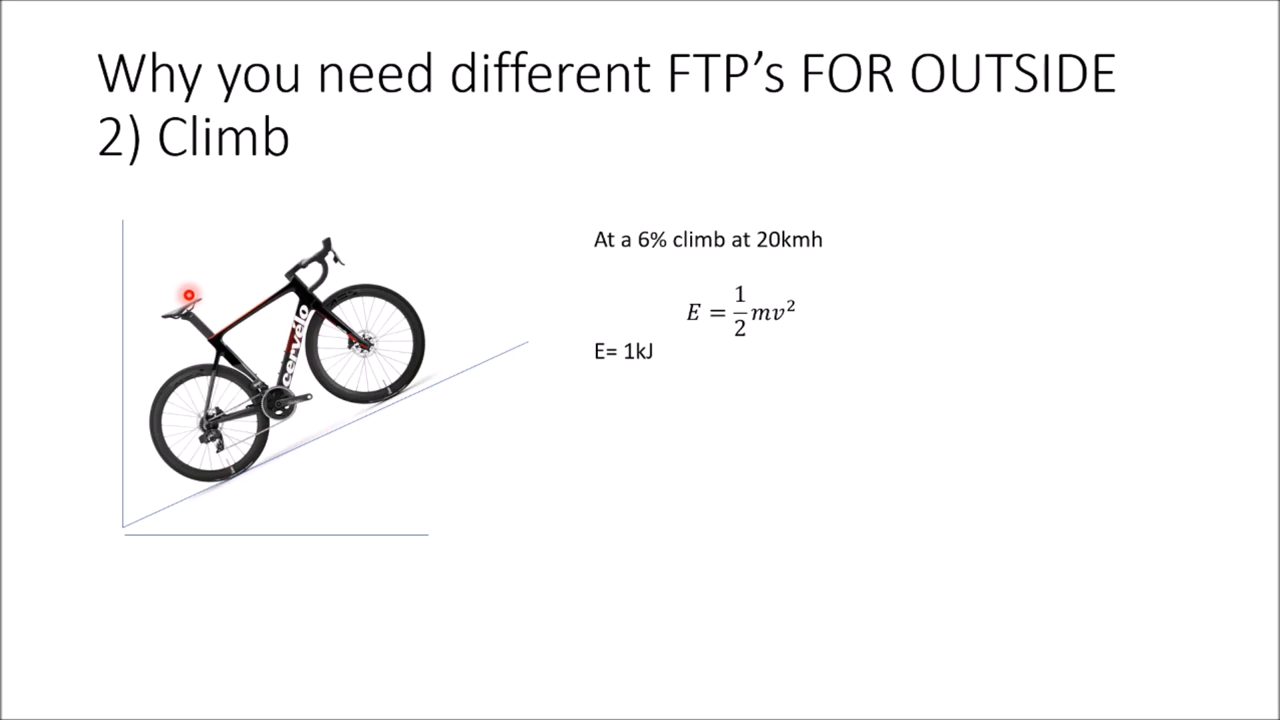 Why you need different FTP's FOR OUTSIDE
2) Climb
At a 6% climb at 20kmh
E = 1/2 mv²
E= 1kJ
cervélo